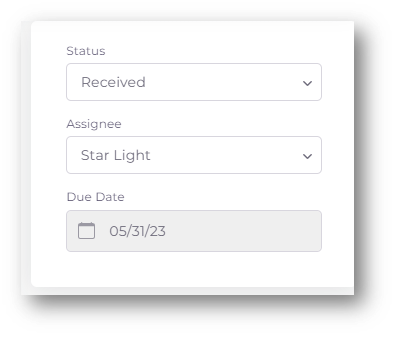 Status
Received
Assignee
Star Light
Due Date
05/31/23